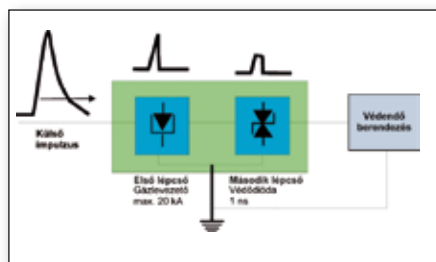 Külső
impulzus
Első lépcső
Gázlevezető
max. 20 kA
Második lépcső
Védődióda
1 ns
Védendő
berendezés